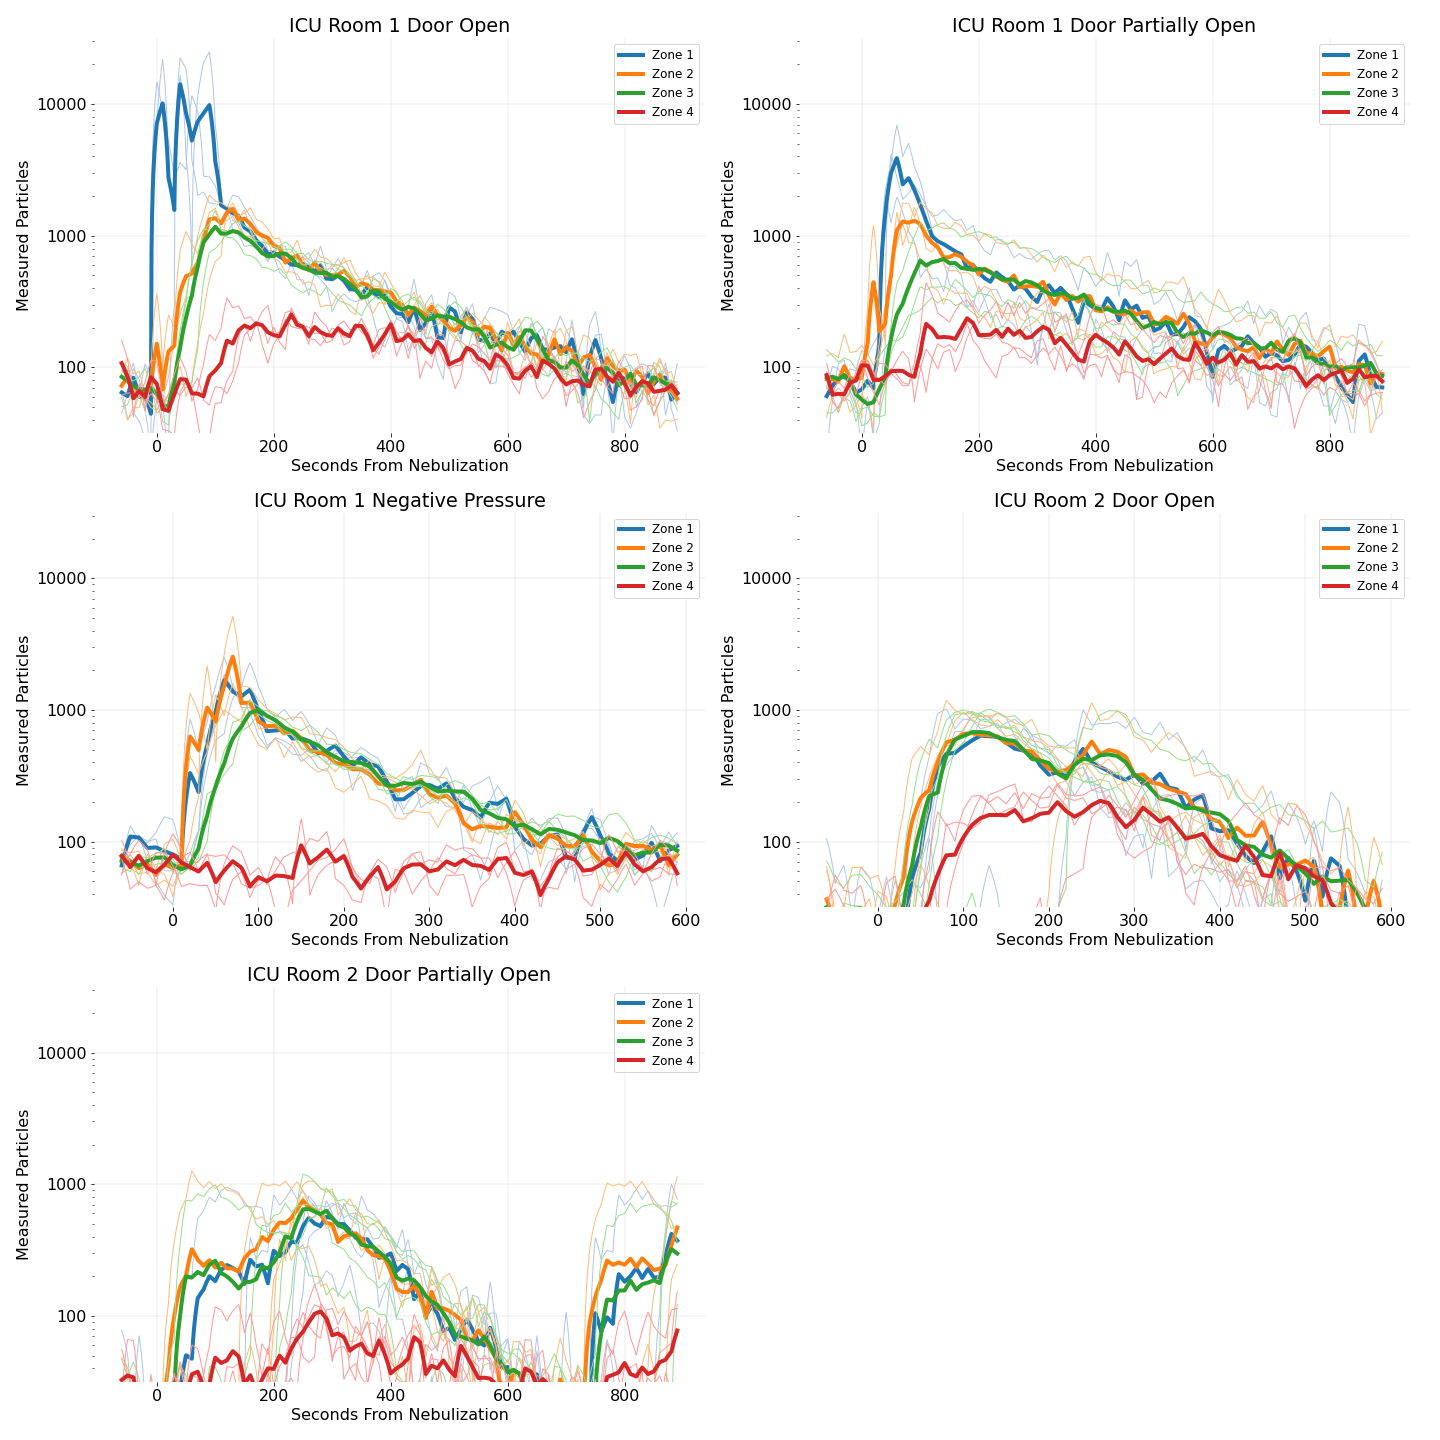 ICU Room 1 Door Open
Zone 1
Zone 2
Zone 3
Zone 4
10000
1000
100
Measured Particles
0 200 400 600 800
Seconds From Nebulization
ICU Room 1 Door Partially Open
Zone 1
Zone 2
Zone 3
Zone 4
10000
1000
100
Measured Particles
0 200 400 600 800
Seconds From Nebulization
ICU Room 1 Negative Pressure
Zone 1
Zone 2
Zone 3
Zone 4
10000
1000
100
Measured Particles
0 100 200 300 400 500 600
Seconds From Nebulization
ICU Room 2 Door Open
Zone 1
Zone 2
Zone 3
Zone 4
10000
1000
100
Measured Particles
0 100 200 300 400 500 600
Seconds From Nebulization
ICU Room 2 Door Partially Open
Zone 1
Zone 2
Zone 3
Zone 4
10000
1000
100
Measured Particles
0 200 400 600 800
Seconds From Nebulization